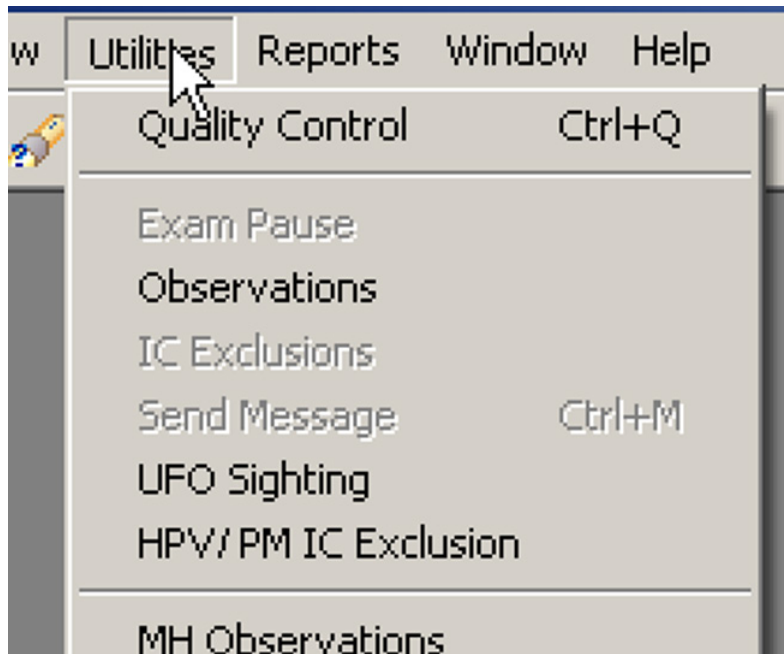 w Utilities Reports Window Help
Quality Control Ctrl+Q
Exam Pause
Observations
IC Exclusions
Send Message Ctrl+M
UFO Sighting
HPV/ PM IC Exclusion
MH Observations